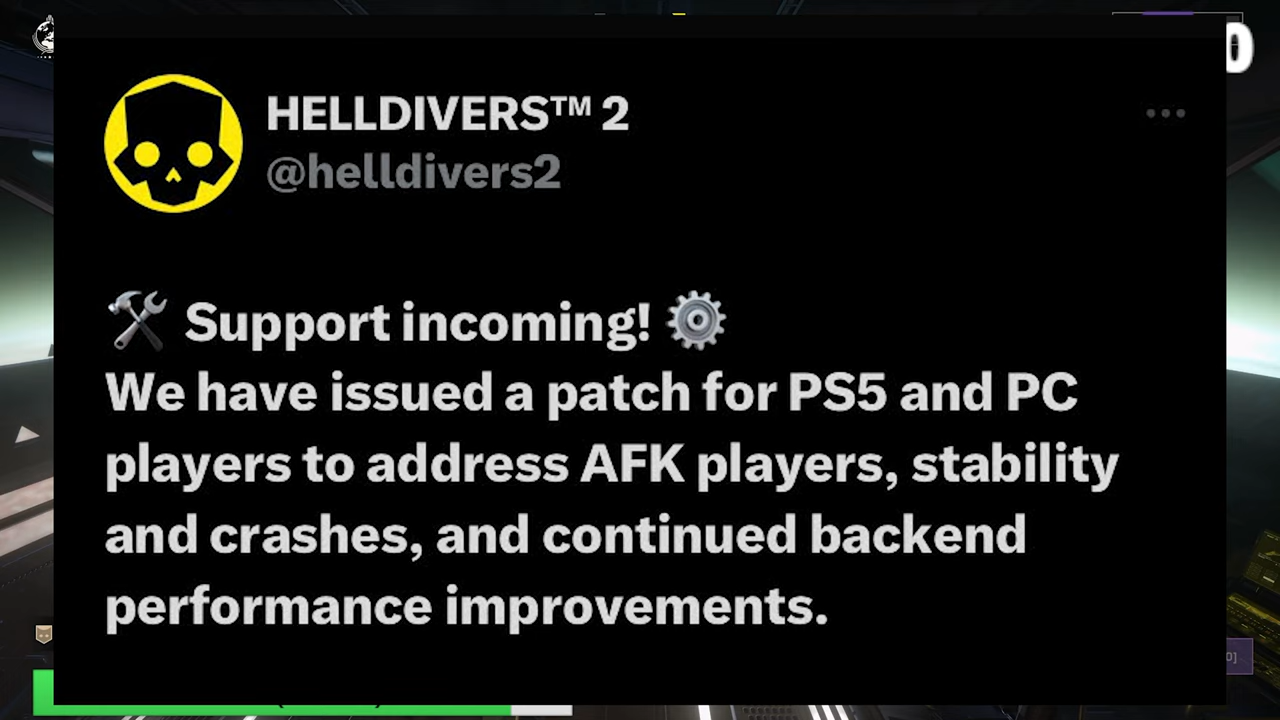 HELLDIVERS™ 2
@helldivers2
🛠 Support incoming! ⚙
We have issued a patch for PS5 and PC
players to address AFK players, stability
and crashes, and continued backend
performance improvements.
0]